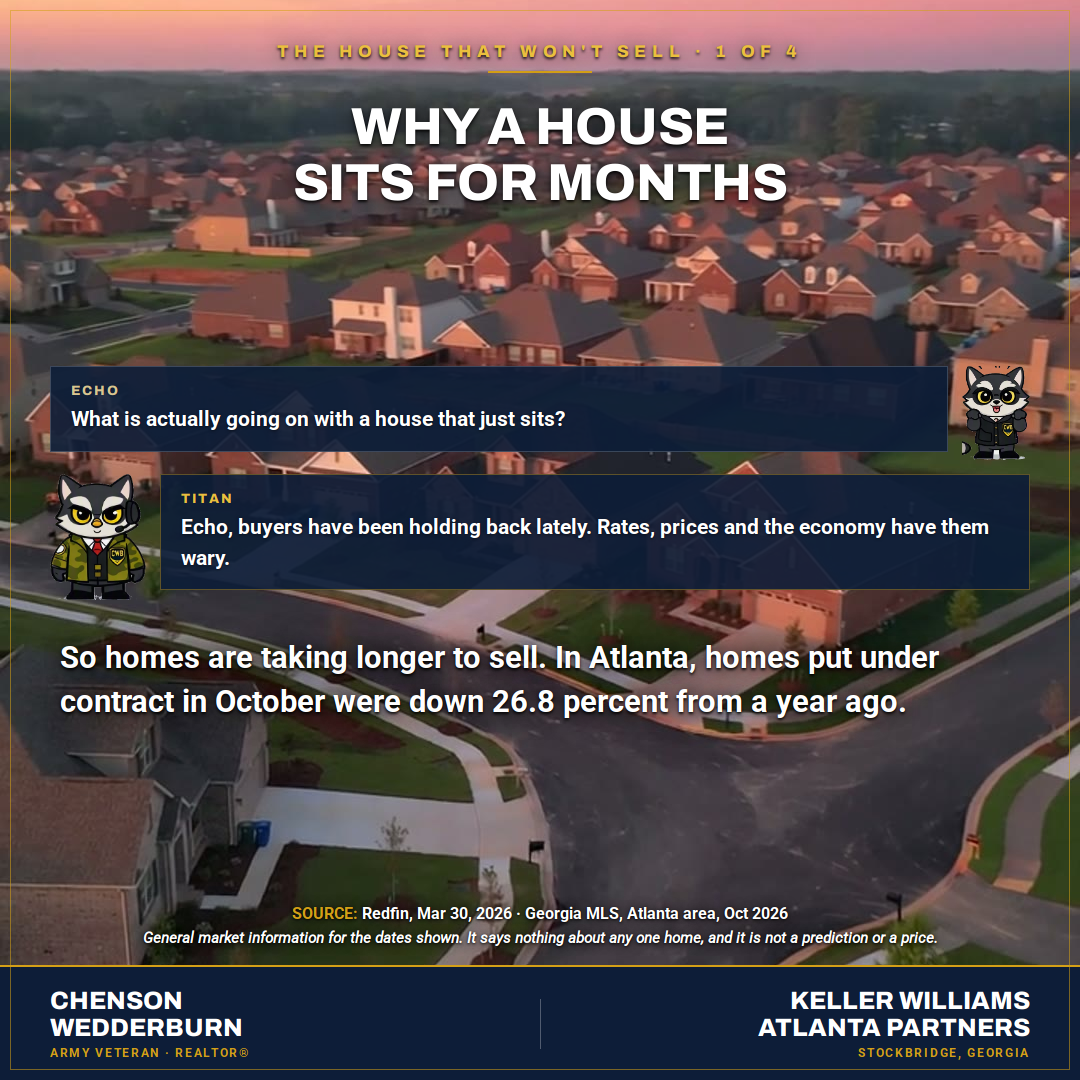 THE HOUSE THAT WON'T SELL · 1 OF 4
WHY A HOUSE
SITS FOR MONTHS
ECHO
What is actually going on with a house that just sits?
CWB
TITAN
Echo, buyers have been holding back lately. Rates, prices and the economy have them
wary.
CWB
So homes are taking longer to sell. In Atlanta, homes put under
contract in October were down 26.8 percent from a year ago.
SOURCE: Redfin, Mar 30, 2026 · Georgia MLS, Atlanta area, Oct 2026
General market information for the dates shown. It says nothing about any one home, and it is not a prediction or a price.
CHENSON
WEDDERBURN
ARMY VETERAN · REALTOR®
KELLER WILLIAMS
ATLANTA PARTNERS
STOCKBRIDGE, GEORGIA